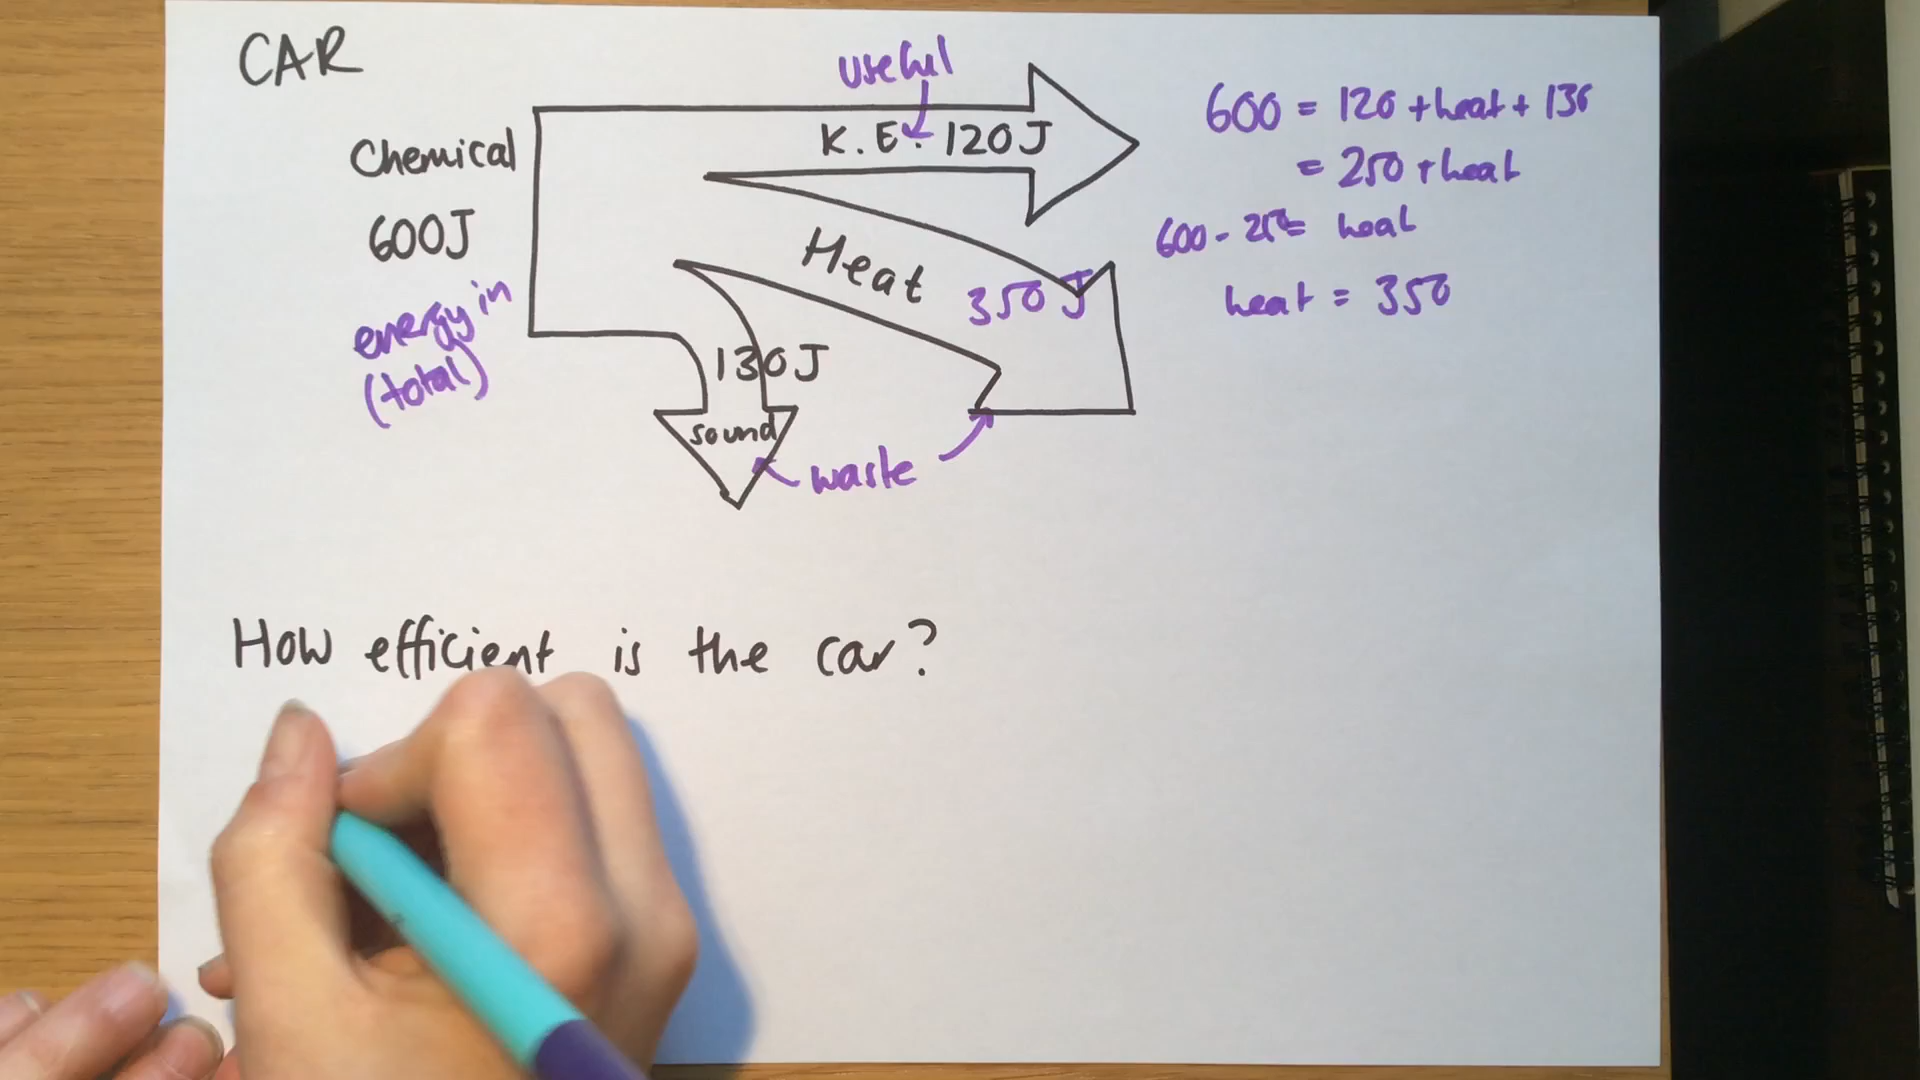 CAR
useful
K.E. 120J
Chemical
600J
energy in
(total)
Heat
350J
130J
sound
waste
600 = 120 + heat + 130
= 250 + heat
600 - 250 = heat
heat = 350
How efficient is the car?